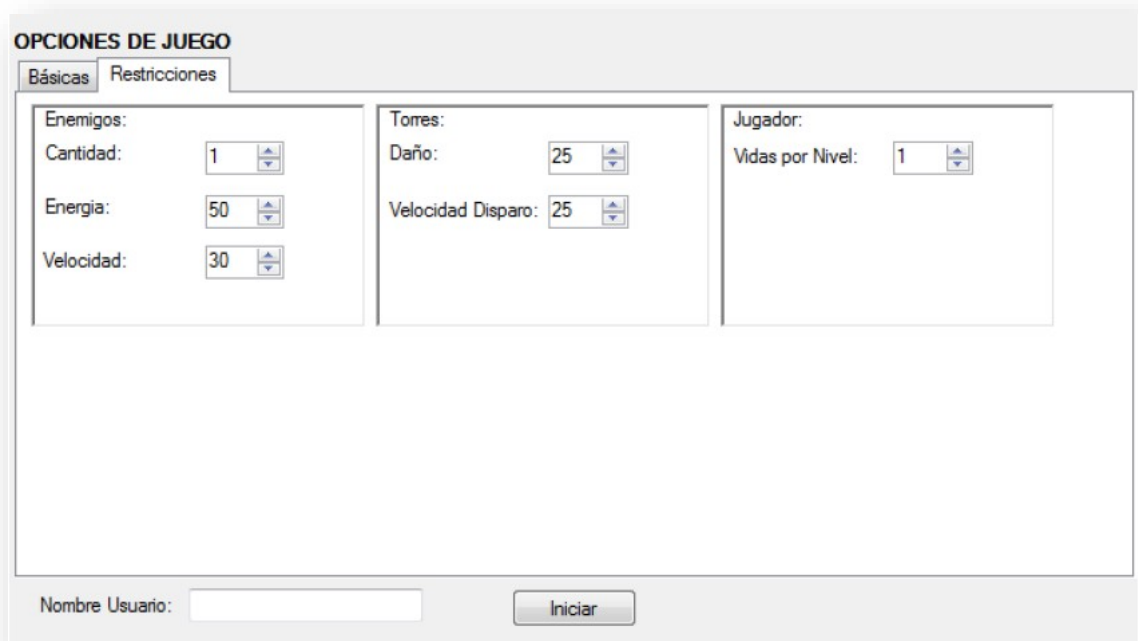 OPCIONES DE JUEGO
Básicas Restricciones
Enemigos:
Cantidad: 1
Energia: 50
Velocidad: 30
Torres:
Daño: 25
Velocidad Disparo: 25
Jugador:
Vidas por Nivel: 1
Nombre Usuario:
Iniciar